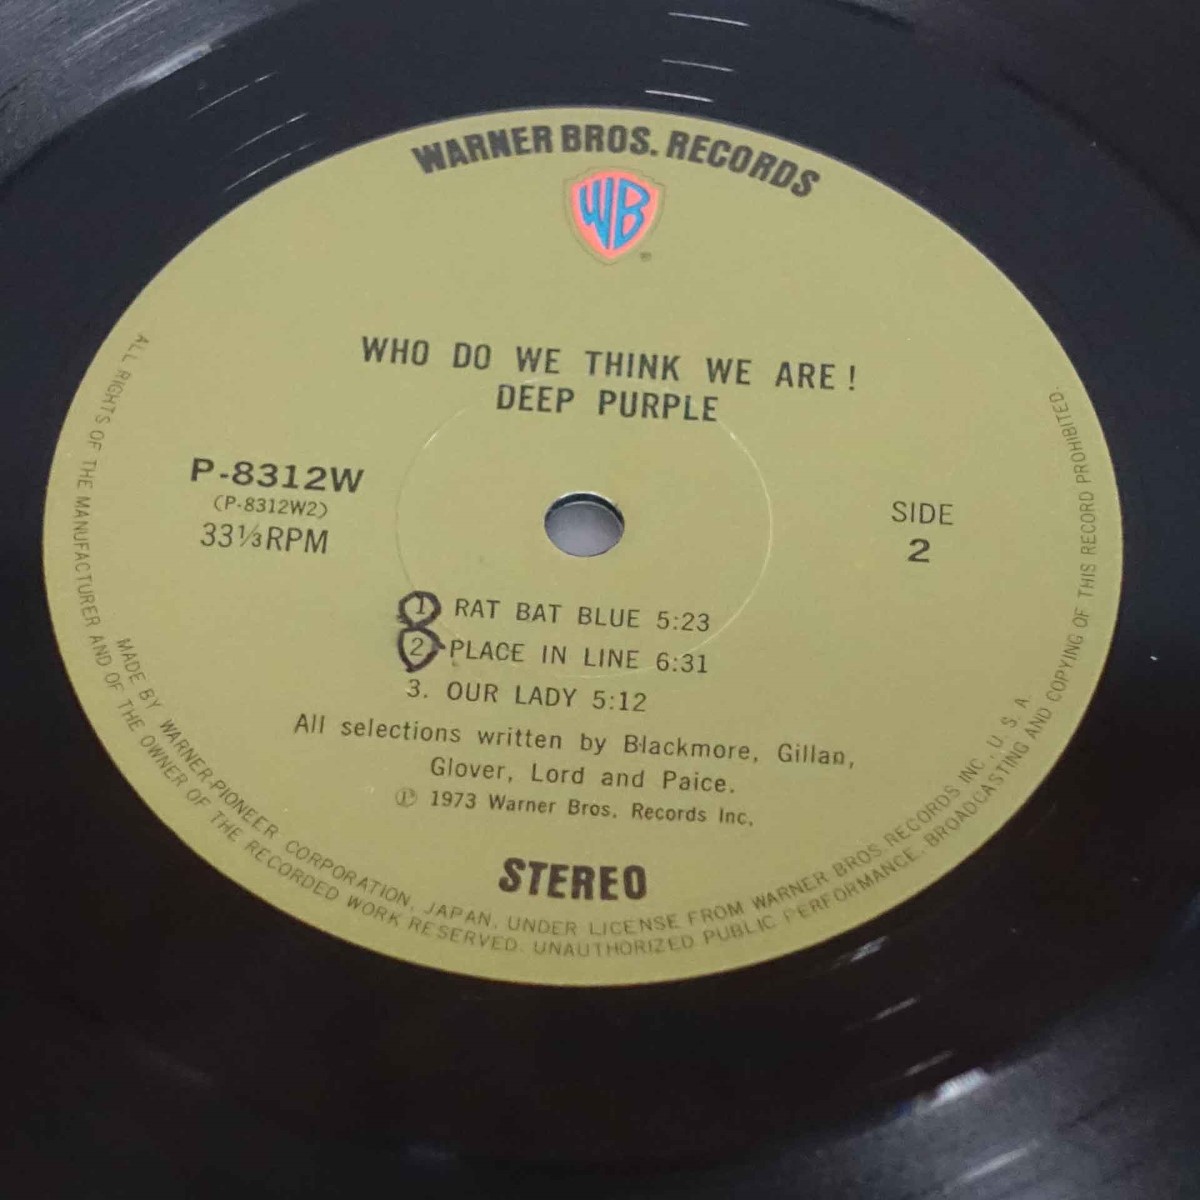 WARNER BROS. RECORDS
WB
®
WHO DO WE THINK WE ARE!
DEEP PURPLE
P-8312W
(P-8312W2)
33⅓RPM
SIDE
2
1 RAT BAT BLUE 5:23
2 PLACE IN LINE 6:31
3. OUR LADY 5:12
All selections written by Blackmore, Gillan,
Glover, Lord and Paice.
Ⓟ 1973 Warner Bros. Records Inc.
STEREO
MADE BY WARNER-PIONEER CORPORATION, JAPAN, UNDER LICENSE FROM WARNER BROS. RECORDS INC., U. S. A
ALL RIGHTS OF THE MANUFACTURER AND OF THE OWNER OF THE RECORDED WORK RESERVED. UNAUTHORIZED PUBLIC PERFORMANCE, BROADCASTING AND COPYING OF THIS RECORD PROHIBITED.